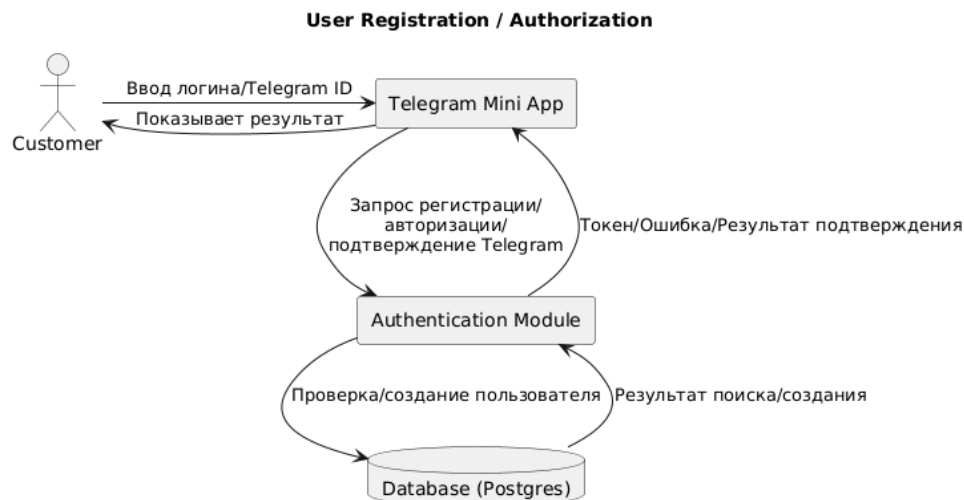 User Registration / Authorization
Ввод логина/Telegram ID
Показывает результат
Customer
Telegram Mini App
Запрос регистрации/
авторизации/
подтверждение Telegram
Токен/Ошибка/Результат подтверждения
Authentication Module
Проверка/создание пользователя
Результат поиска/создания
Database (Postgres)